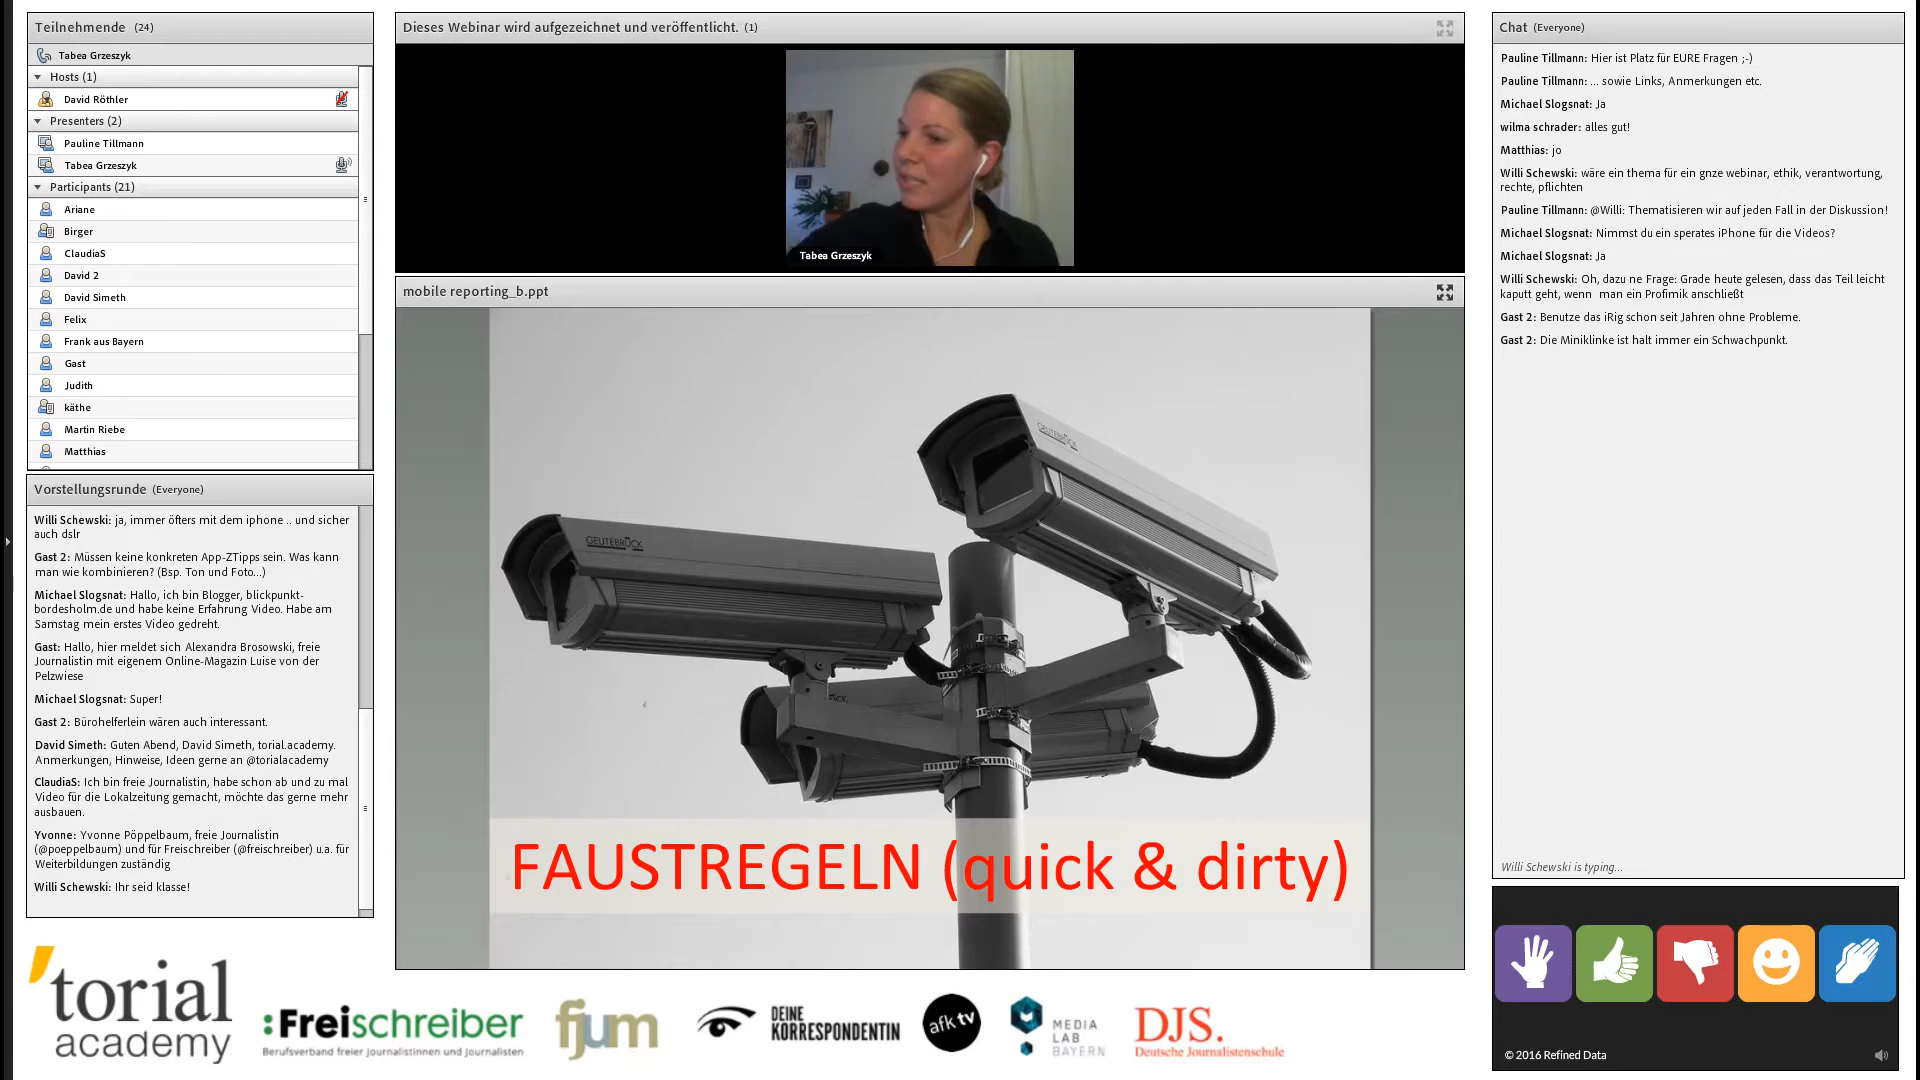 Teilnehmende (24)
Tabea Grzeszyk
Hosts (1)
David Röthler
Presenters (2)
Pauline Tillmann
Tabea Grzeszyk
Participants (21)
Ariane
Birger
ClaudiaS
David 2
David Simeth
Felix
Frank aus Bayern
Gast
Judith
käthe
Martin Riebe
Matthias
Vorstellungsrunde (Everyone)
Willi Schewski: ja, immer öfters mit dem iphone .. und sicher
auch dslr
Gast 2: Müssen keine konkreten App-ZTipps sein. Was kann
man wie kombinieren? (Bsp. Ton und Foto...)
Michael Slogsnat: Hallo, ich bin Blogger, blickpunkt-
bordesholm.de und habe keine Erfahrung Video. Habe am
Samstag mein erstes Video gedreht.
Gast: Hallo, hier meldet sich Alexandra Brosowski, freie
Journalistin mit eigenem Online-Magazin Luise von der
Pelzwiese
Michael Slogsnat: Super!
Gast 2: Bürohelferlein wären auch interessant.
David Simeth: Guten Abend, David Simeth, torial.academy.
Anmerkungen, Hinweise, Ideen gerne an @torialacademy
ClaudiaS: Ich bin freie Journalistin, habe schon ab und zu mal
Video für die Lokalzeitung gemacht, möchte das gerne mehr
ausbauen.
Yvonne: Yvonne Pöppelbaum, freie Journalistin
(@poeppelbaum) und für Freischreiber (@freischreiber) u.a. für
Weiterbildungen zuständig
Willi Schewski: Ihr seid klasse!
Dieses Webinar wird aufgezeichnet und veröffentlicht. (1)
Tabea Grzeszyk
mobile reporting_b.ppt
GEUTEBRÜCK
GEUTEBRÜCK
FAUSTREGELN (quick & dirty)
Chat (Everyone)
Pauline Tillmann: Hier ist Platz für EURE Fragen ;-)
Pauline Tillmann: ... sowie Links, Anmerkungen etc.
Michael Slogsnat: Ja
wilma schrader: alles gut!
Matthias: jo
Willi Schewski: wäre ein thema für ein gnze webinar, ethik, verantwortung,
rechte, pflichten
Pauline Tillmann: @Willi: Thematisieren wir auf jeden Fall in der Diskussion!
Michael Slogsnat: Nimmst du ein sperates iPhone für die Videos?
Michael Slogsnat: Ja
Willi Schewski: Oh, dazu ne Frage: Grade heute gelesen, dass das Teil leicht
kaputt geht, wenn man ein Profimik anschließt
Gast 2: Benutze das iRig schon seit Jahren ohne Probleme.
Gast 2: Die Miniklinke ist halt immer ein Schwachpunkt.
Willi Schewski is typing...
© 2016 Refined Data
'torial
academy
:Freischreiber
Berufsverband freier Journalistinnen und Journalisten
fjum
DEINE
KORRESPONDENTIN
afk tv
MEDIA
LAB
BAYERN
DJS.
Deutsche Journalistenschule